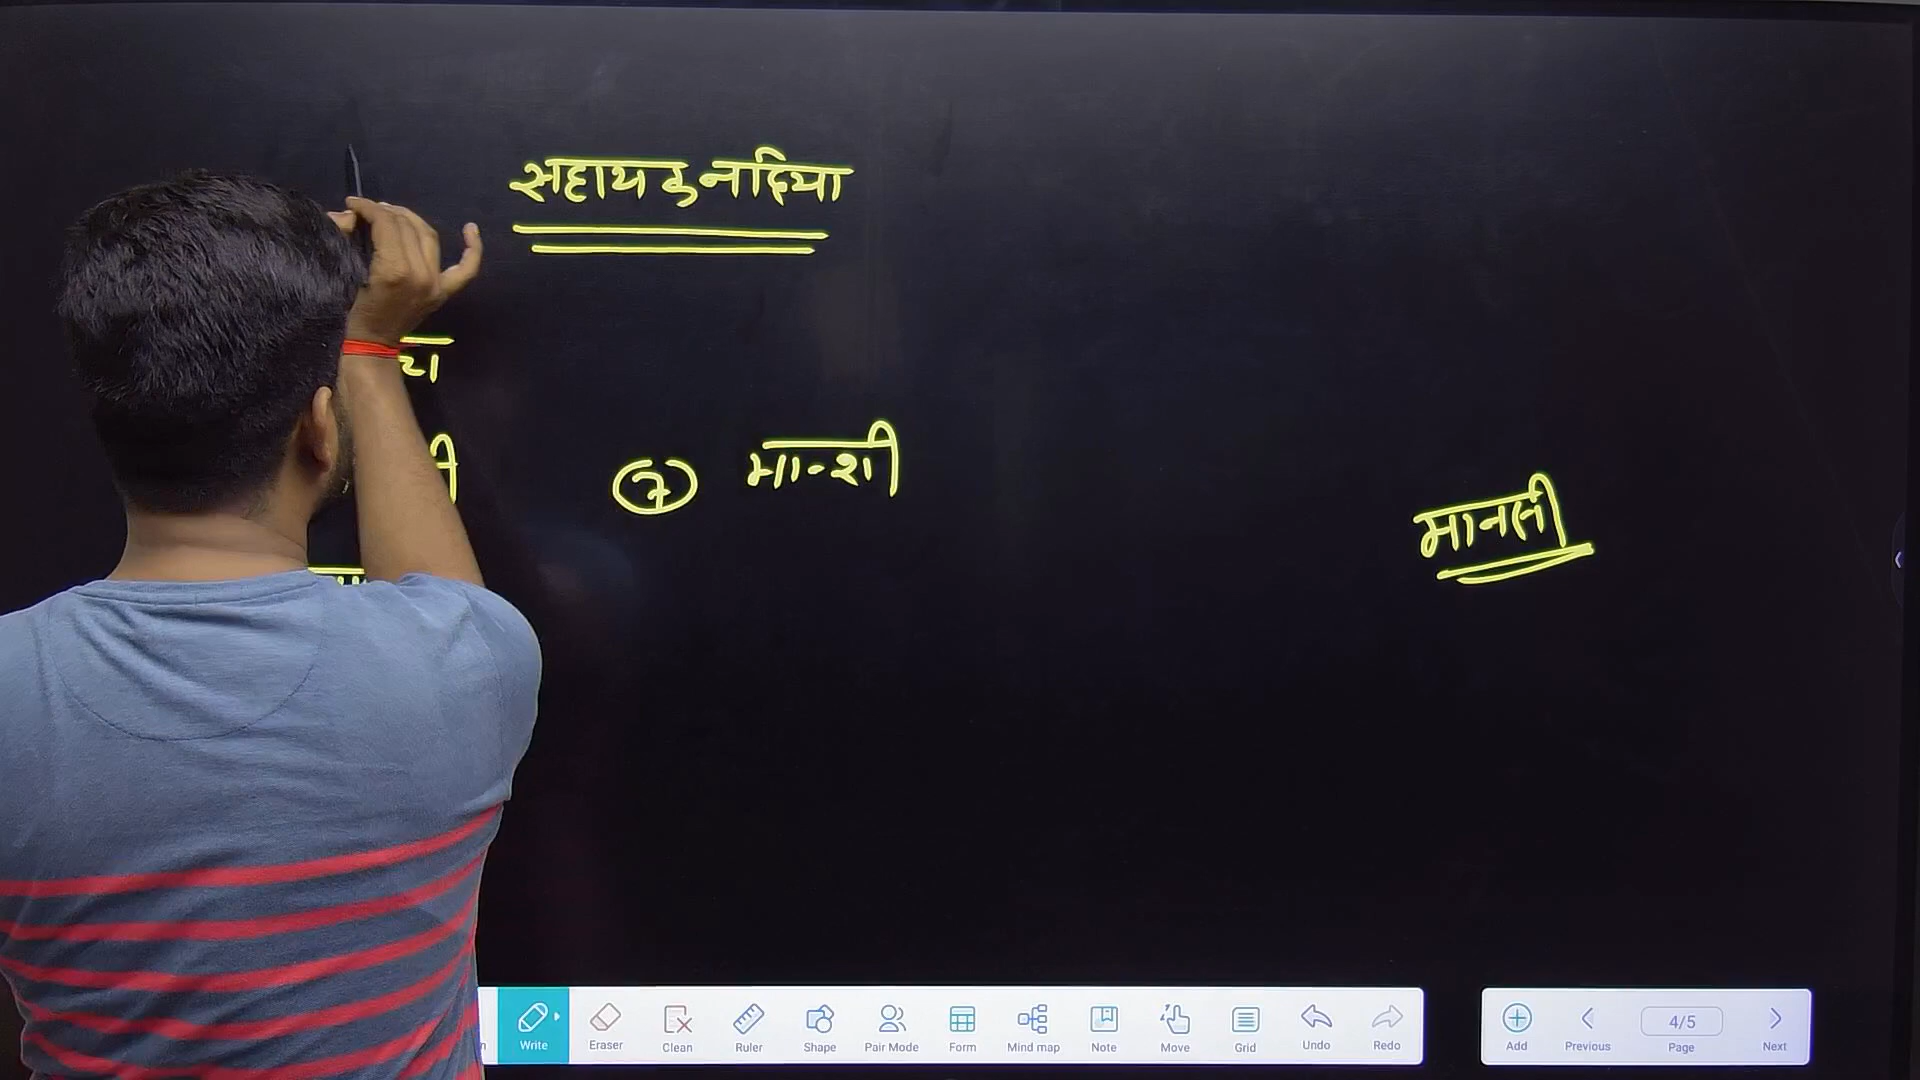 सहायक नदिया
या
7 मा-शी
मानसी
Write Eraser Clean Ruler Shape Pair Mode Form Mind map Note Move Grid Undo Redo
Add Previous 4/5 Page Next